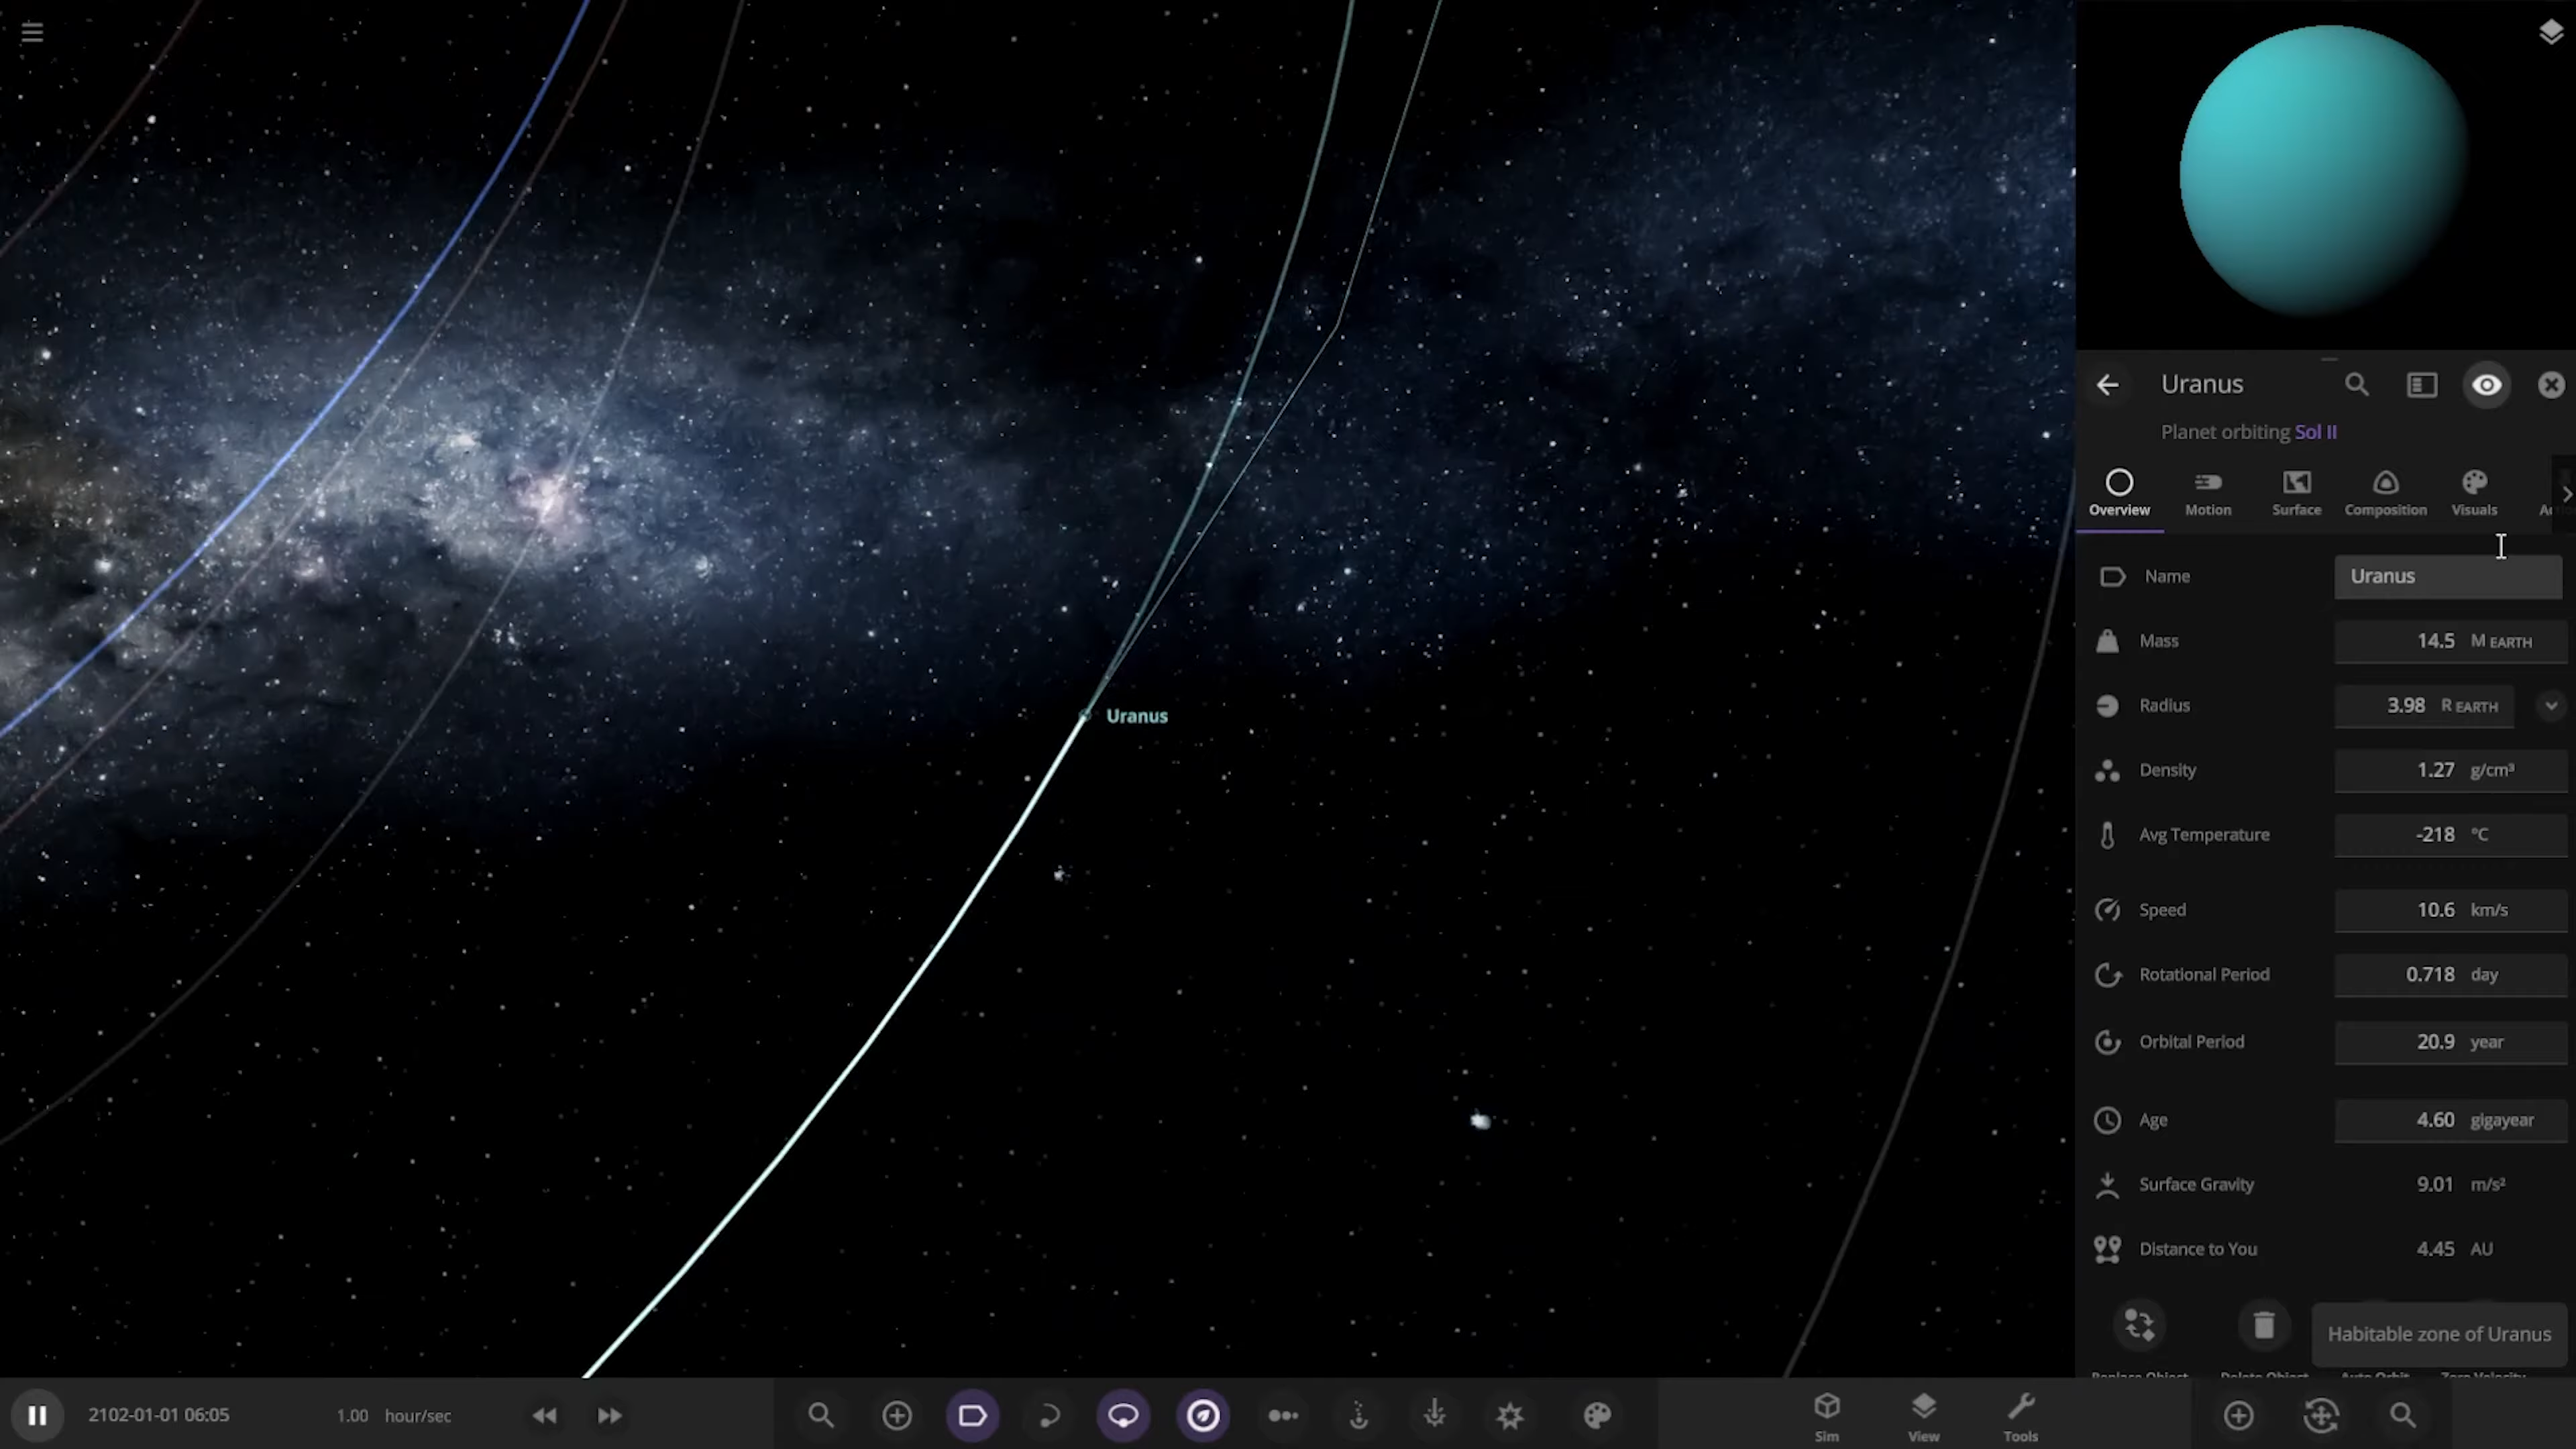 Uranus
Uranus
Planet orbiting Sol II
Overview Motion Surface Composition Visuals
Name Uranus
Mass 14.5 M EARTH
Radius 3.98 R EARTH
Density 1.27 g/cm³
Avg Temperature -218 °C
Speed 10.6 km/s
Rotational Period 0.718 day
Orbital Period 20.9 year
Age 4.60 gigayear
Surface Gravity 9.01 m/s²
Distance to You 4.45 AU
Habitable zone of Uranus
2102-01-01 06:05 1.00 hour/sec
Sim View Tools